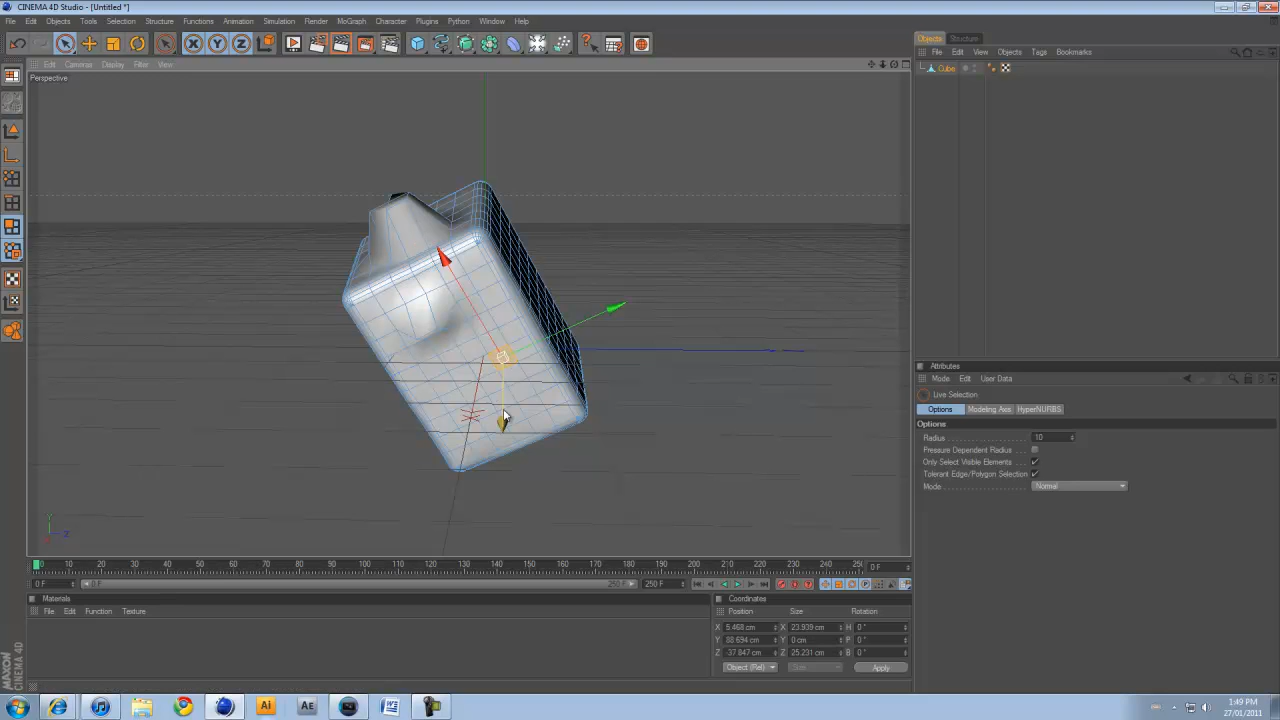 CINEMA 4D Studio - [Untitled *]
File Edit Objects Tools Selection Structure Functions Animation Simulation Render MoGraph Character Plugins Python Window Help
X Y Z
Edit Cameras Display Filter View
Perspective
Objects Structure
File Edit View Objects Tags Bookmarks
Cube
Attributes
Mode Edit User Data
Live Selection
Options Modeling Axis HyperNURBS
Options
Radius 10
Pressure Dependent Radius
Only Select Visible Elements
Tolerant Edge/Polygon Selection
Mode Normal
Y
Z
0 10 20 30 40 50 60 70 80 90 100 110 120 130 140 150 160 170 180 190 200 210 220 230 240 0 F
0 F 0 F 250 F 250 F
Materials
File Edit Function Texture
Coordinates
Position Size Rotation
X 5.468 cm X 23.939 cm H 0 °
Y 88.694 cm Y 0 cm P 0 °
Z -37.847 cm Z 25.231 cm B 0 °
Object (Rel) Size Apply
MAXON CINEMA 4D
Ai Ae W
1:49 PM
27/01/2011